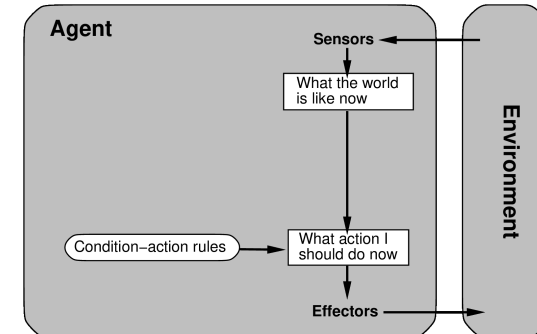 Agent
Sensors
What the world
is like now
Environment
Condition−action rules
What action I
should do now
Effectors